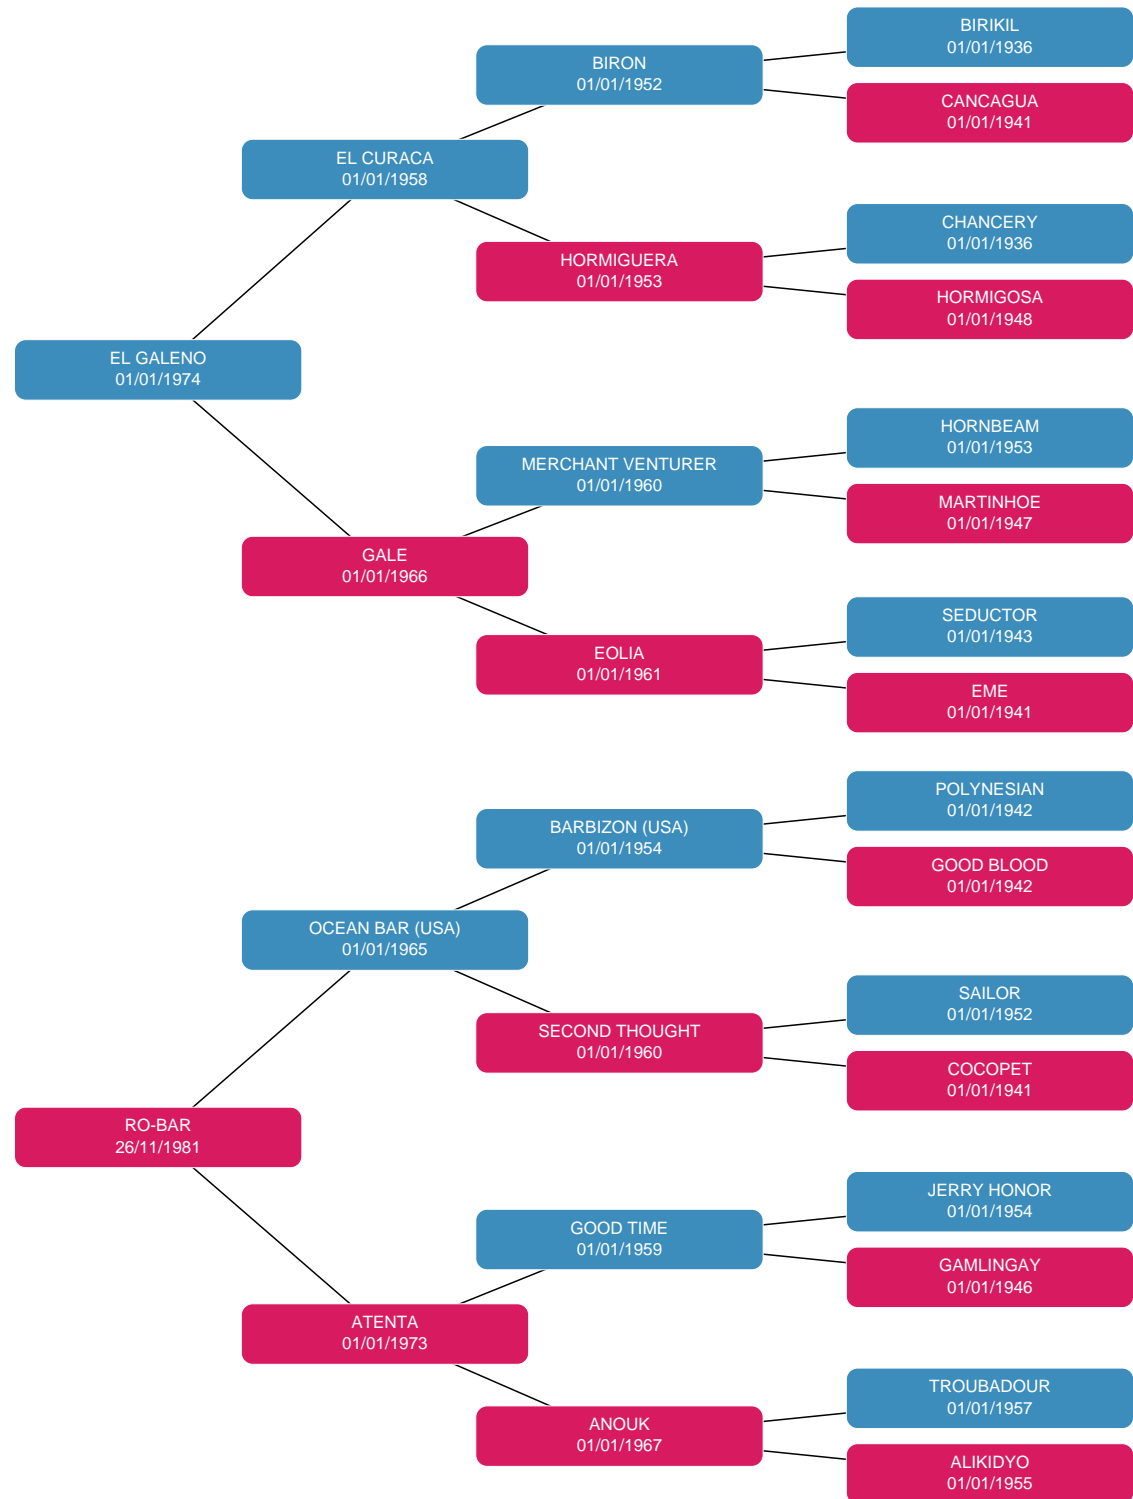 BIRIKIL
01/01/1936
BIRON
01/01/1952
CANCAGUA
01/01/1941
EL CURACA
01/01/1958
CHANCERY
01/01/1936
HORMIGUERA
01/01/1953
HORMIGOSA
01/01/1948
EL GALENO
01/01/1974
HORNBEAM
01/01/1953
MERCHANT VENTURER
01/01/1960
MARTINHOE
01/01/1947
GALE
01/01/1966
SEDUCTOR
01/01/1943
EOLIA
01/01/1961
EME
01/01/1941
POLYNESIAN
01/01/1942
BARBIZON (USA)
01/01/1954
GOOD BLOOD
01/01/1942
OCEAN BAR (USA)
01/01/1965
SAILOR
01/01/1952
SECOND THOUGHT
01/01/1960
COCOPET
01/01/1941
RO-BAR
26/11/1981
JERRY HONOR
01/01/1954
GOOD TIME
01/01/1959
GAMLINGAY
01/01/1946
ATENTA
01/01/1973
TROUBADOUR
01/01/1957
ANOUK
01/01/1967
ALIKIDYO
01/01/1955